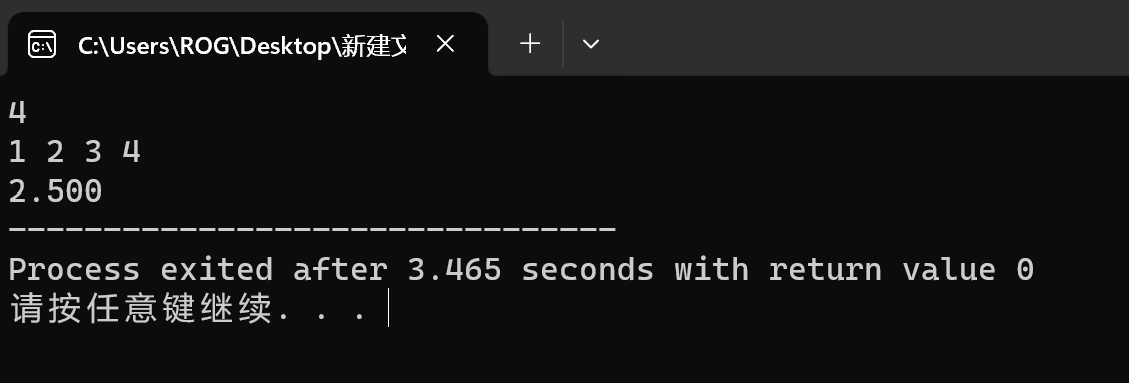 C:\Users\ROG\Desktop\新建文
4
1 2 3 4
2.500
--------------------------------
Process exited after 3.465 seconds with return value 0
请按任意键继续. . .